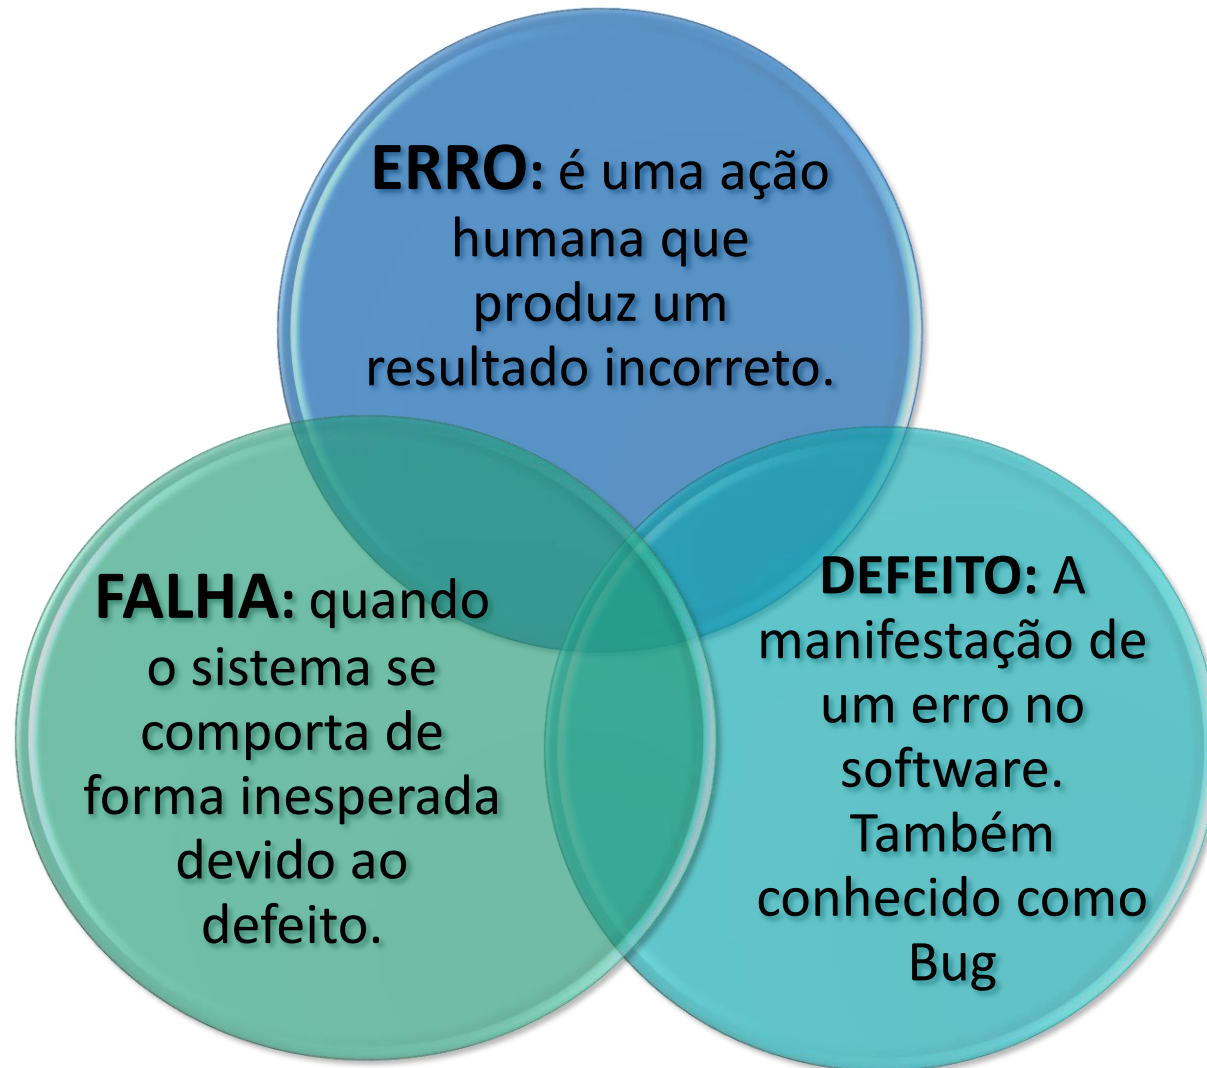 ERRO: é uma ação
humana que
produz um
resultado incorreto.
FALHA: quando
o sistema se
comporta de
forma inesperada
devido ao
defeito.
DEFEITO: A
manifestação de
um erro no
software.
Também
conhecido como
Bug